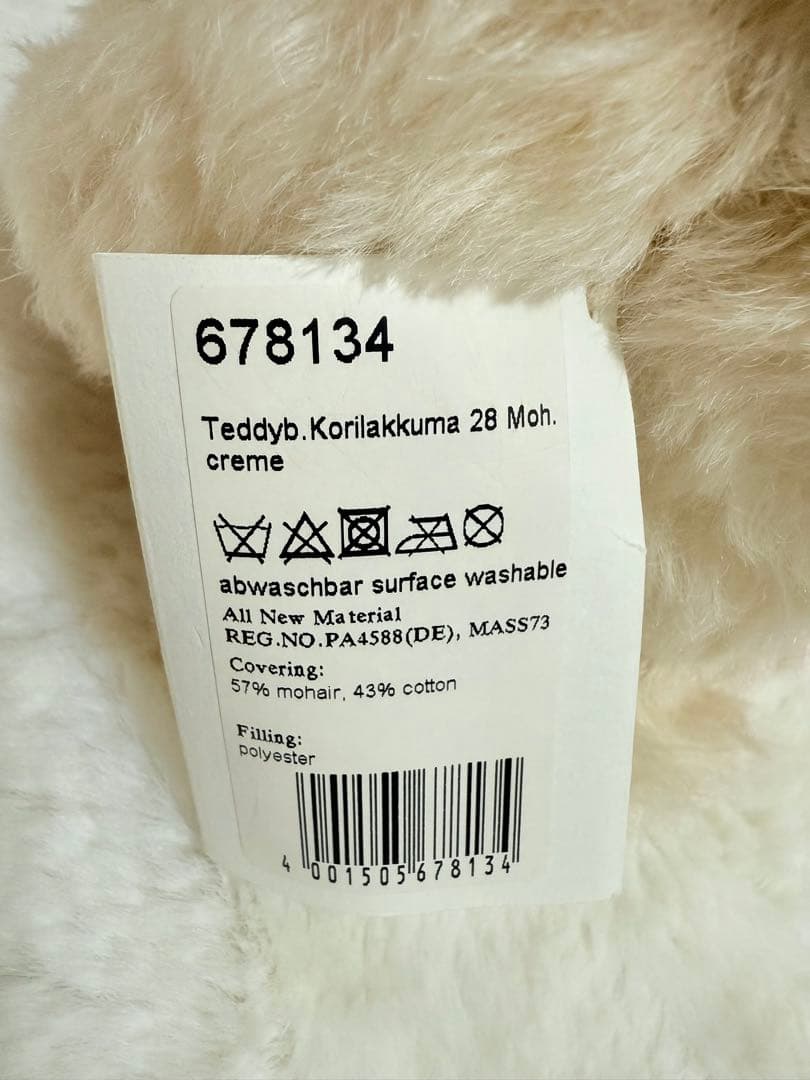 678134
Teddyb.Korilakkuma 28 Moh.
creme
abwaschbar surface washable
All New Material
REG.NO.PA4588(DE), MASS73
Covering:
57% mohair, 43% cotton
Filling:
polyester
4 001505 678134